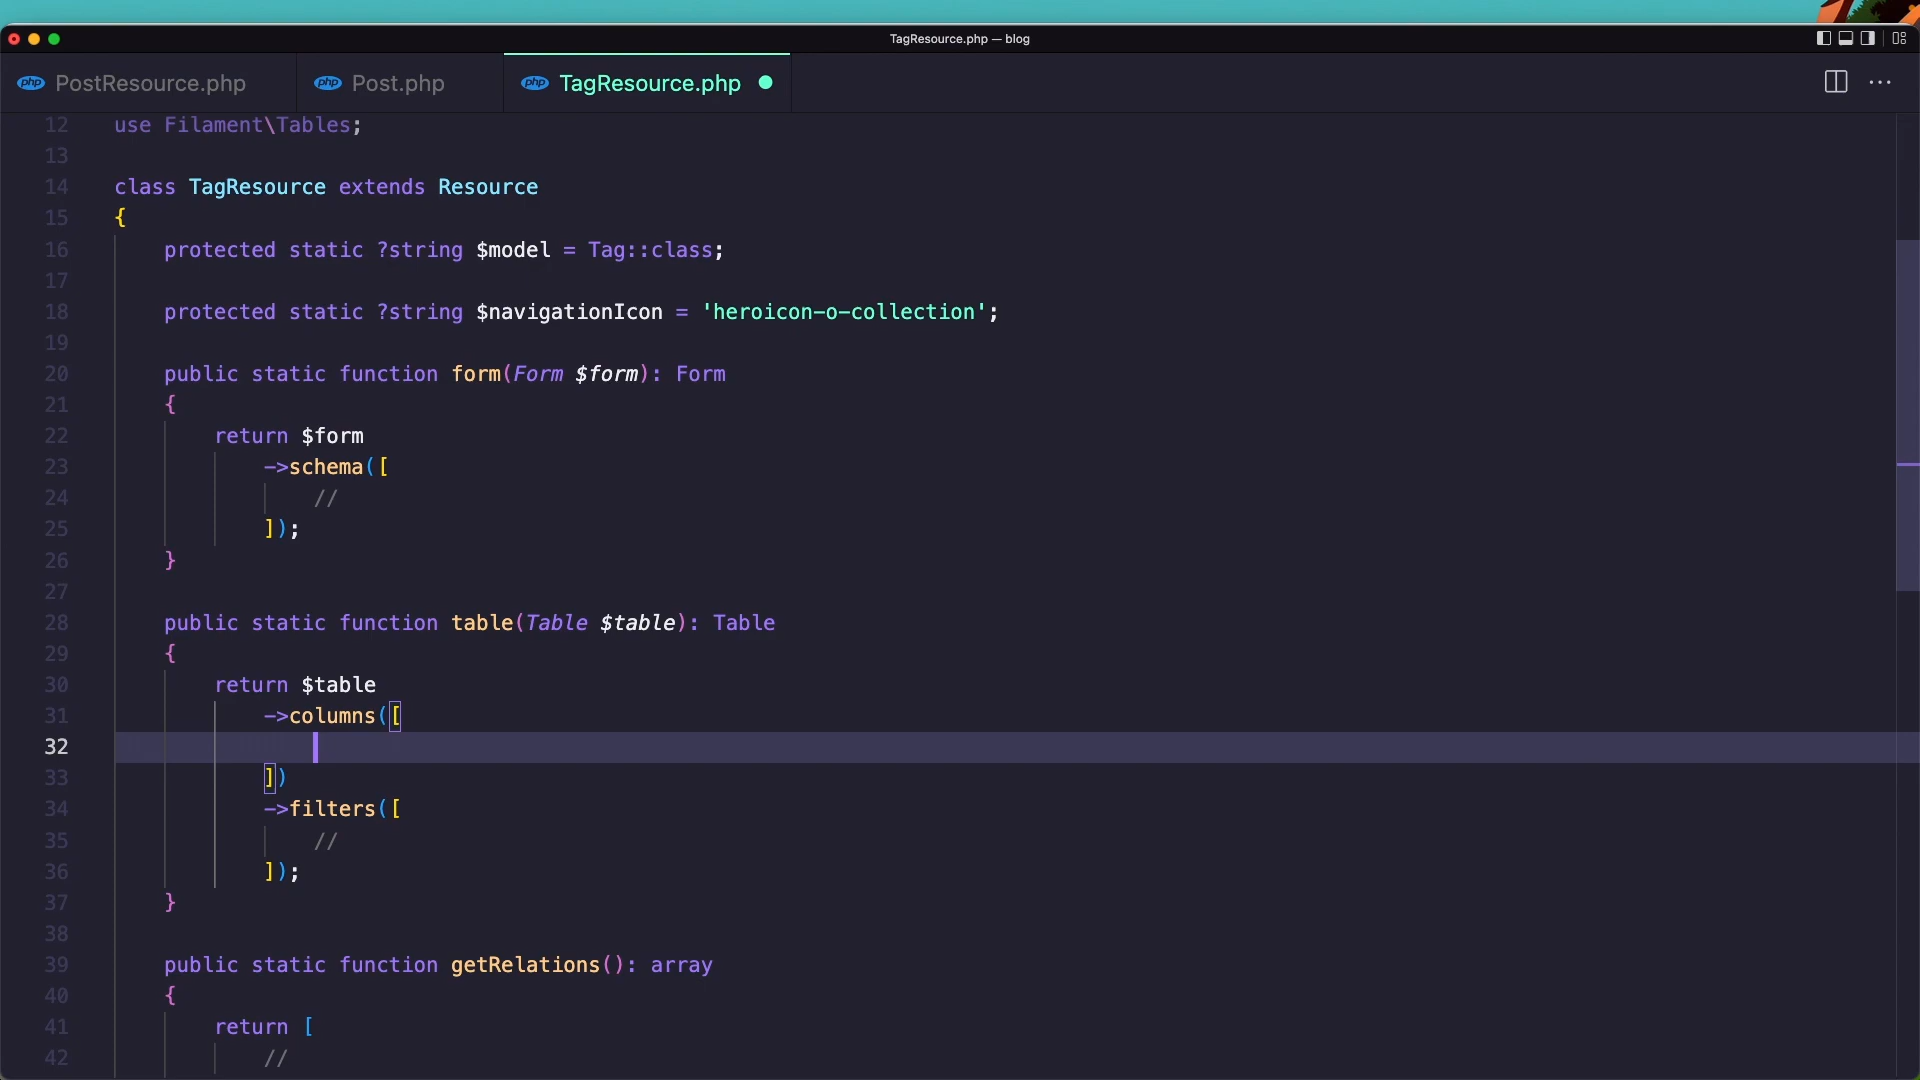 TagResource.php — blog
php PostResource.php php Post.php php TagResource.php
12 use Filament\Tables;
13
14 class TagResource extends Resource
15 {
16 protected static ?string $model = Tag::class;
17
18 protected static ?string $navigationIcon = 'heroicon-o-collection';
19
20 public static function form(Form $form): Form
21 {
22 return $form
23 ->schema([
24 //
25 ]);
26 }
27
28 public static function table(Table $table): Table
29 {
30 return $table
31 ->columns([
32
33 ])
34 ->filters([
35 //
36 ]);
37 }
38
39 public static function getRelations(): array
40 {
41 return [
42 //